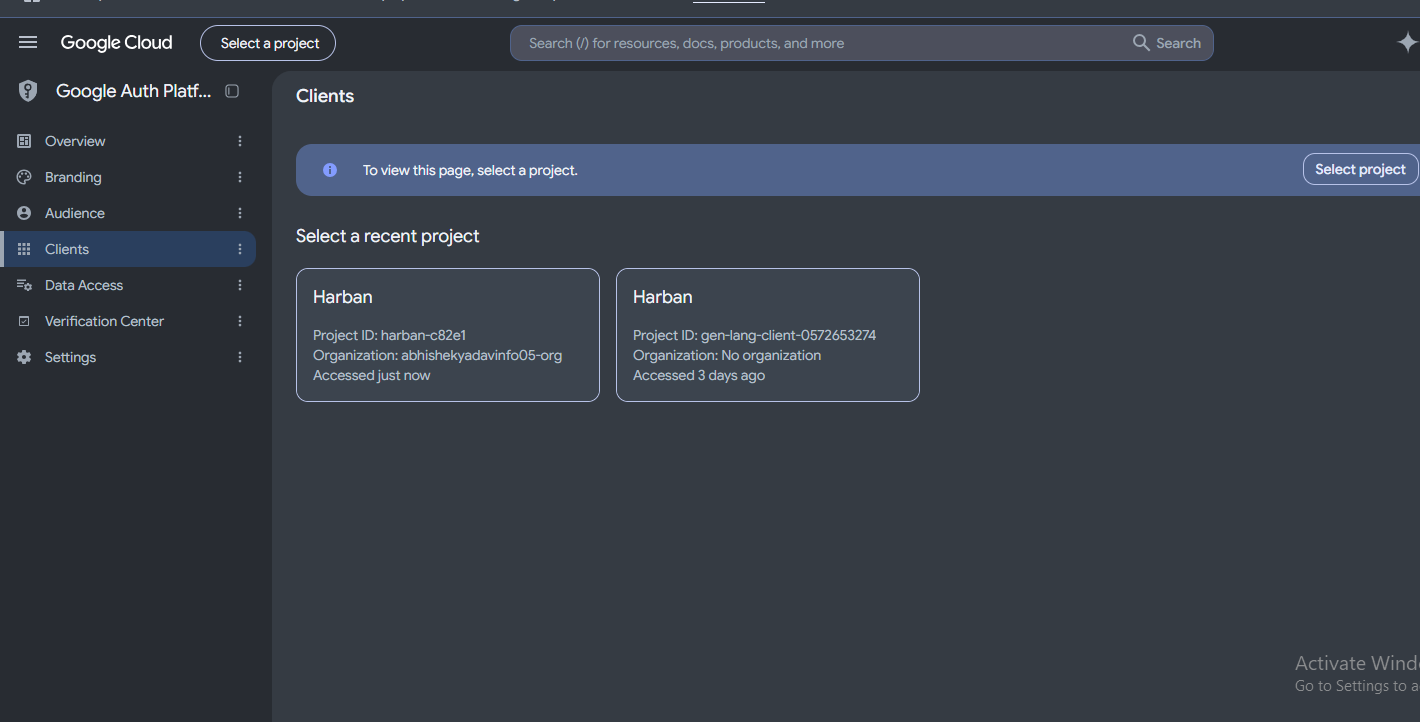 Google Cloud
Select a project
Search (/) for resources, docs, products, and more
Search
Google Auth Platf...
Clients
Overview
Branding
Audience
Clients
Data Access
Verification Center
Settings
To view this page, select a project.
Select project
Select a recent project
Harban
Project ID: harban-c82e1
Organization: abhishekyadavinfo05-org
Accessed just now
Harban
Project ID: gen-lang-client-0572653274
Organization: No organization
Accessed 3 days ago
Activate Wind
Go to Settings to a